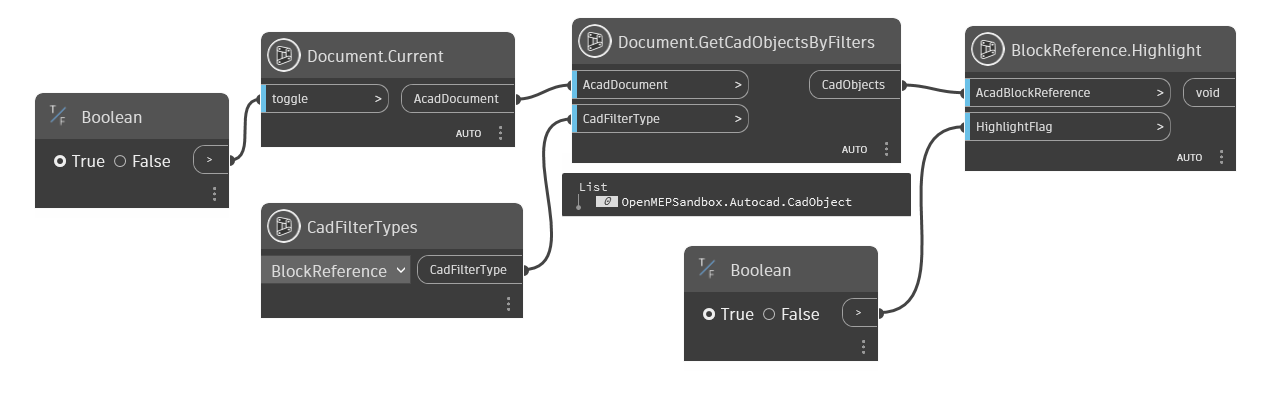 Boolean
True
False
>
Document.Current
toggle >
AcadDocument
AUTO
CadFilterTypes
BlockReference
CadFilterType
Document.GetCadObjectsByFilters
AcadDocument >
CadObjects
CadFilterType >
AUTO
List
0 OpenMEPSandbox.Autocad.CadObject
Boolean
True
False
>
BlockReference.Highlight
AcadBlockReference >
void
HighlightFlag >
AUTO